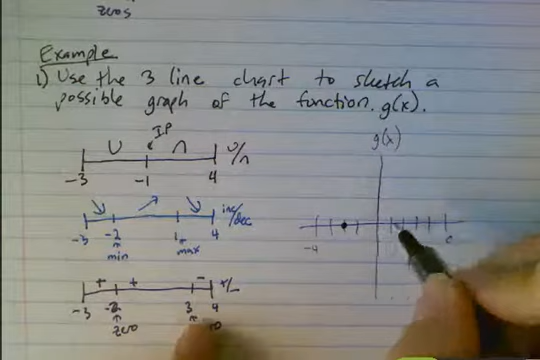 zeros
Example
1) Use the 3 line chart to sketch a
possible graph of the function. g(x).
I.P
∪ ∩ ∪/∩
-3 -1 4
inc/dec
-3 -2 1 4
min max
+ + - +/-
-3 -2 3 4
zero
g(x)
-4